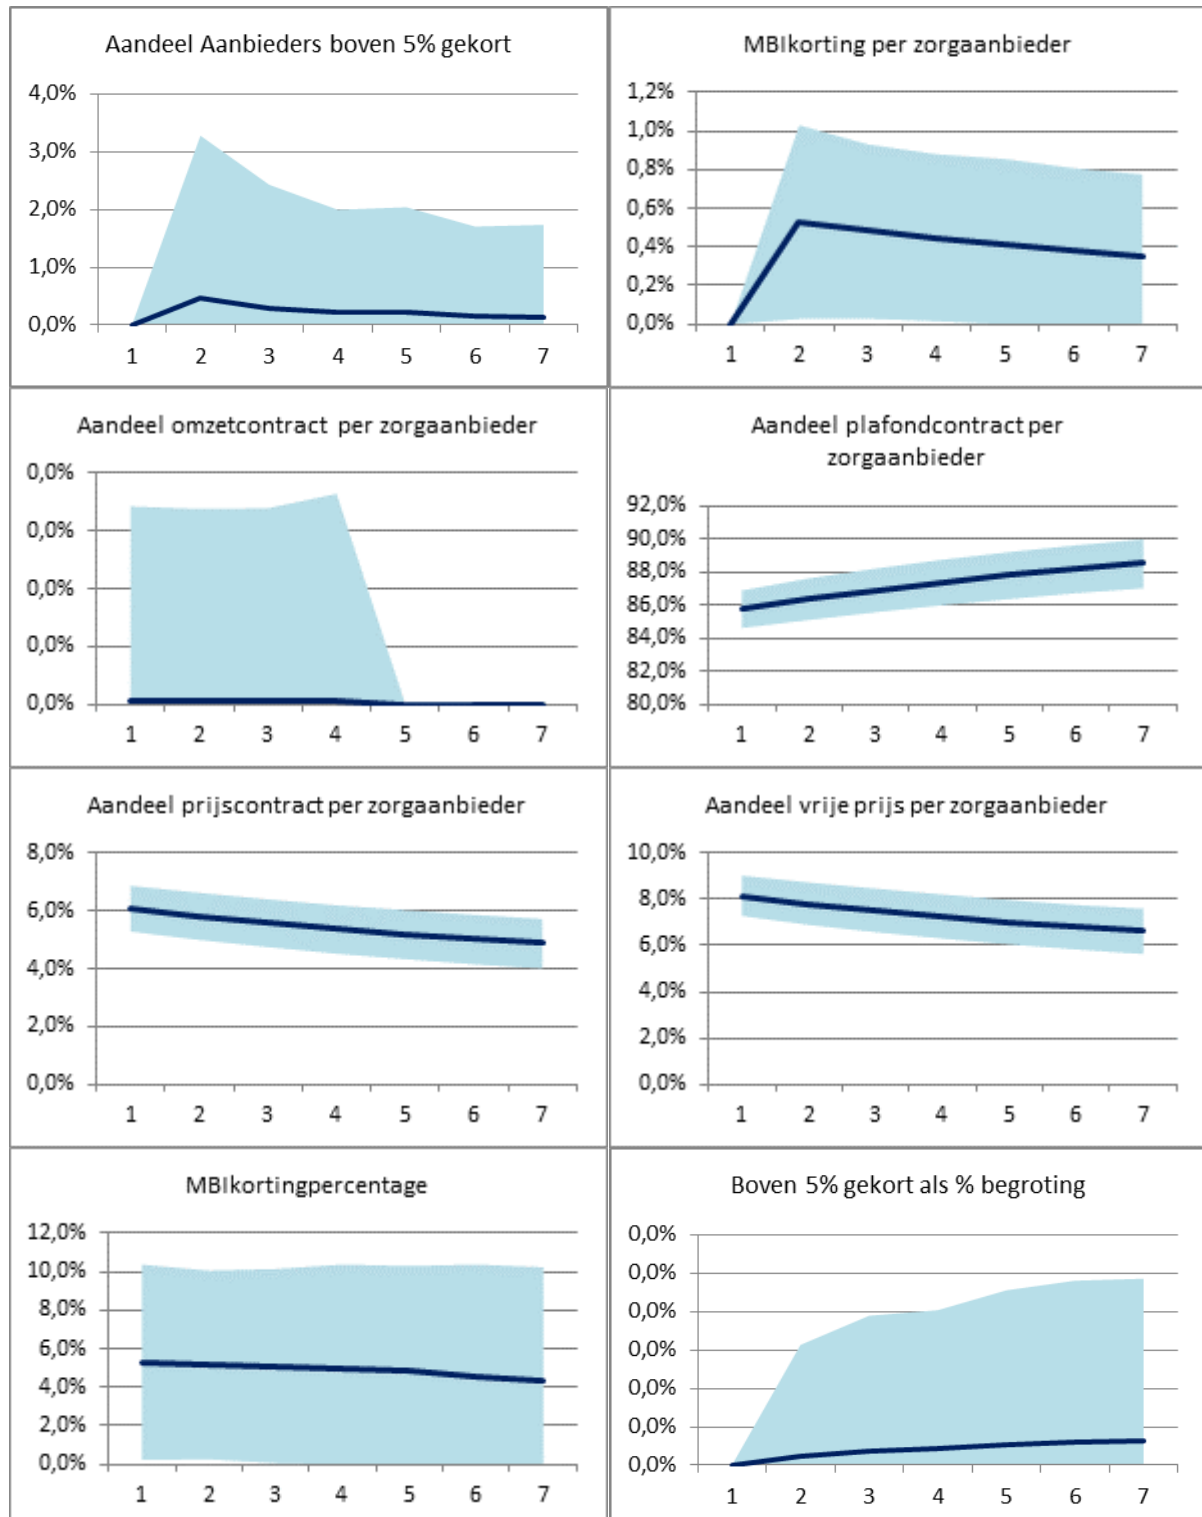 Aandeel Aanbieders boven 5% gekort
4,0%
3,0%
2,0%
1,0%
0,0%
1 2 3 4 5 6 7
MBIkorting per zorgaanbieder
1,2%
1,0%
0,8%
0,6%
0,4%
0,2%
0,0%
1 2 3 4 5 6 7
Aandeel omzetcontract per zorgaanbieder
0,0%
0,0%
0,0%
0,0%
0,0%
1 2 3 4 5 6 7
Aandeel plafondcontract per
zorgaanbieder
92,0%
90,0%
88,0%
86,0%
84,0%
82,0%
80,0%
1 2 3 4 5 6 7
Aandeel prijscontract per zorgaanbieder
8,0%
6,0%
4,0%
2,0%
0,0%
1 2 3 4 5 6 7
Aandeel vrije prijs per zorgaanbieder
10,0%
8,0%
6,0%
4,0%
2,0%
0,0%
1 2 3 4 5 6 7
MBIkortingpercentage
12,0%
10,0%
8,0%
6,0%
4,0%
2,0%
0,0%
1 2 3 4 5 6 7
Boven 5% gekort als % begroting
0,0%
0,0%
0,0%
0,0%
0,0%
0,0%
0,0%
1 2 3 4 5 6 7